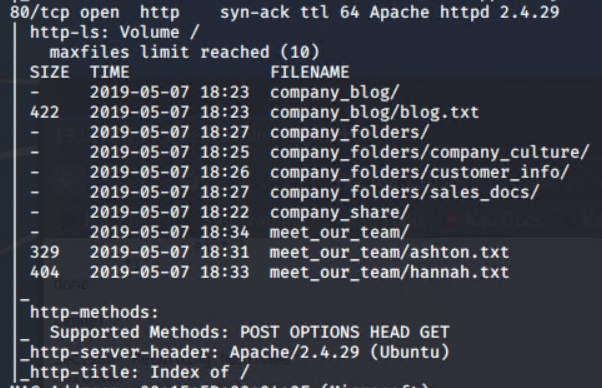 80/tcp open  http    syn-ack ttl 64 Apache httpd 2.4.29
| http-ls: Volume /
|   maxfiles limit reached (10)
| SIZE  TIME              FILENAME
| -     2019-05-07 18:23  company_blog/
| 422   2019-05-07 18:23  company_blog/blog.txt
| -     2019-05-07 18:27  company_folders/
| -     2019-05-07 18:25  company_folders/company_culture/
| -     2019-05-07 18:26  company_folders/customer_info/
| -     2019-05-07 18:27  company_folders/sales_docs/
| -     2019-05-07 18:22  company_share/
| -     2019-05-07 18:34  meet_our_team/
| 329   2019-05-07 18:31  meet_our_team/ashton.txt
| 404   2019-05-07 18:33  meet_our_team/hannah.txt
|_
| http-methods:
|_  Supported Methods: POST OPTIONS HEAD GET
|_http-server-header: Apache/2.4.29 (Ubuntu)
|_http-title: Index of /